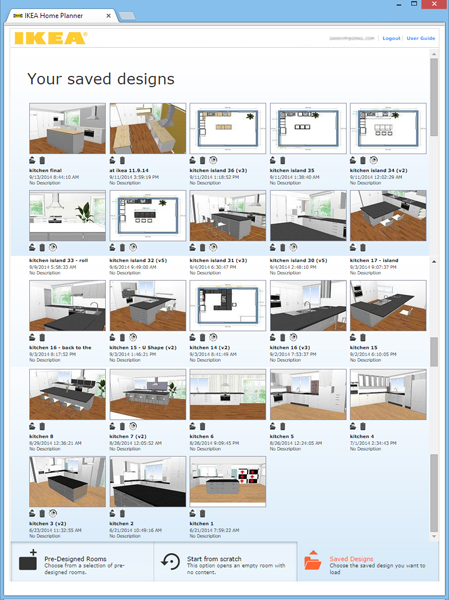 IKEA Home Planner
IKEA
Logout | User Guide
Your saved designs
kitchen final
9/13/2014 8:44:10 AM
No Description
at ikea 11.9.14
9/11/2014 3:59:19 PM
No Description
kitchen island 36 (v3)
9/11/2014 1:18:52 PM
No Description
kitchen island 35
9/11/2014 1:38:40 AM
No Description
kitchen island 34 (v2)
9/11/2014 12:02:29 AM
No Description
kitchen island 33 - roll
9/9/2014 5:58:33 AM
No Description
kitchen island 32 (v5)
9/8/2014 9:49:00 AM
No Description
kitchen island 31 (v3)
9/4/2014 6:30:47 PM
No Description
kitchen island 30 (v5)
9/4/2014 2:48:10 PM
No Description
kitchen 17 - island
9/3/2014 9:07:37 PM
No Description
kitchen 16 - back to the
9/3/2014 8:17:52 PM
No Description
kitchen 15 - U Shape (v2)
9/3/2014 1:46:21 PM
No Description
kitchen 14 (v2)
9/3/2014 8:41:49 AM
No Description
kitchen 16 (v3)
9/2/2014 7:53:37 PM
No Description
kitchen 15
9/2/2014 6:10:05 PM
No Description
kitchen 8
8/29/2014 12:36:21 AM
No Description
kitchen 7 (v2)
8/28/2014 12:05:52 AM
No Description
kitchen 6
8/26/2014 9:09:45 PM
No Description
kitchen 5
8/26/2014 12:24:05 AM
No Description
kitchen 4
7/1/2014 2:34:43 PM
No Description
kitchen 3 (v2)
6/23/2014 11:32:55 AM
No Description
kitchen 2
6/21/2014 10:49:16 AM
No Description
kitchen 1
6/21/2014 7:59:22 AM
No Description
Pre-Designed Rooms
Choose from a selection of pre-
designed rooms.
Start from scratch
This option opens an empty room with
no content.
Saved Designs
Choose the saved design you want to
load